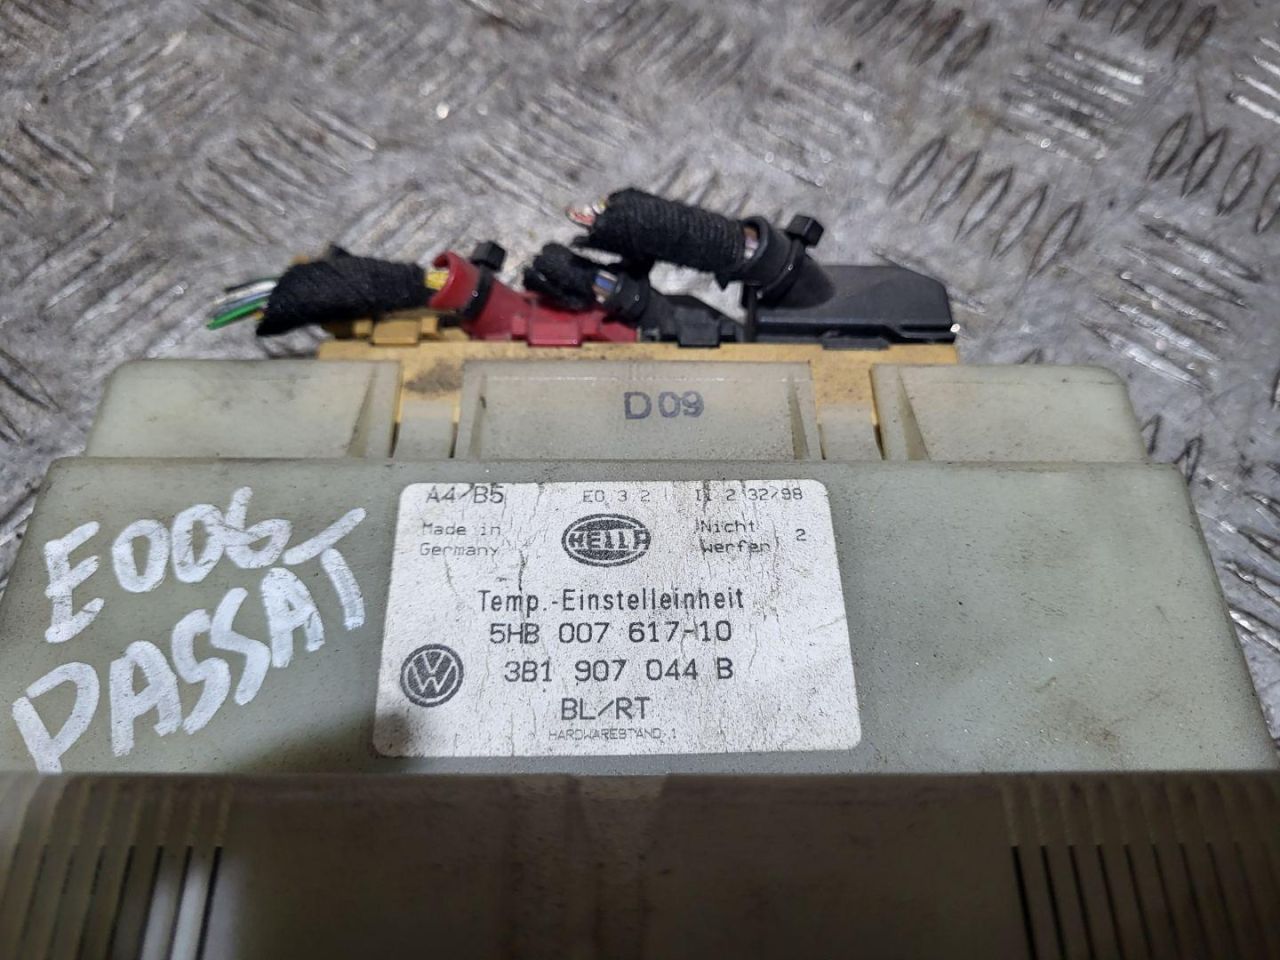 D09
A4/B5 E0 3 2 II 2 32/98
Made in
Germany
HELLA
Nicht
werfen
2
Temp.-Einstelleinheit
5HB 007 617-10
3B1 907 044 B
BL/RT
HARDWARESTAND 1
VW
E006
PASSAT